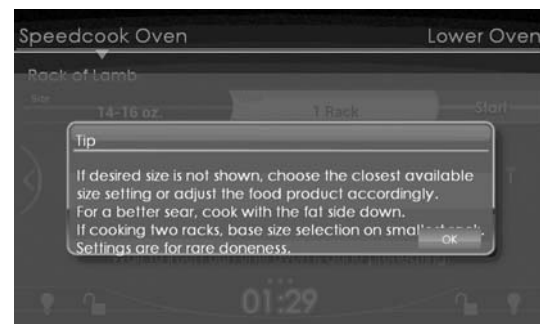 Speedcook Oven Lower Oven
Rack of Lamb
Size 14-16 oz. 1 Rack Start
Tip
If desired size is not shown, choose the closest available
size setting or adjust the food product accordingly.
For a better sear, cook with the fat side down.
If cooking two racks, base size selection on
Settings are for rare doneness.
OK
01:29